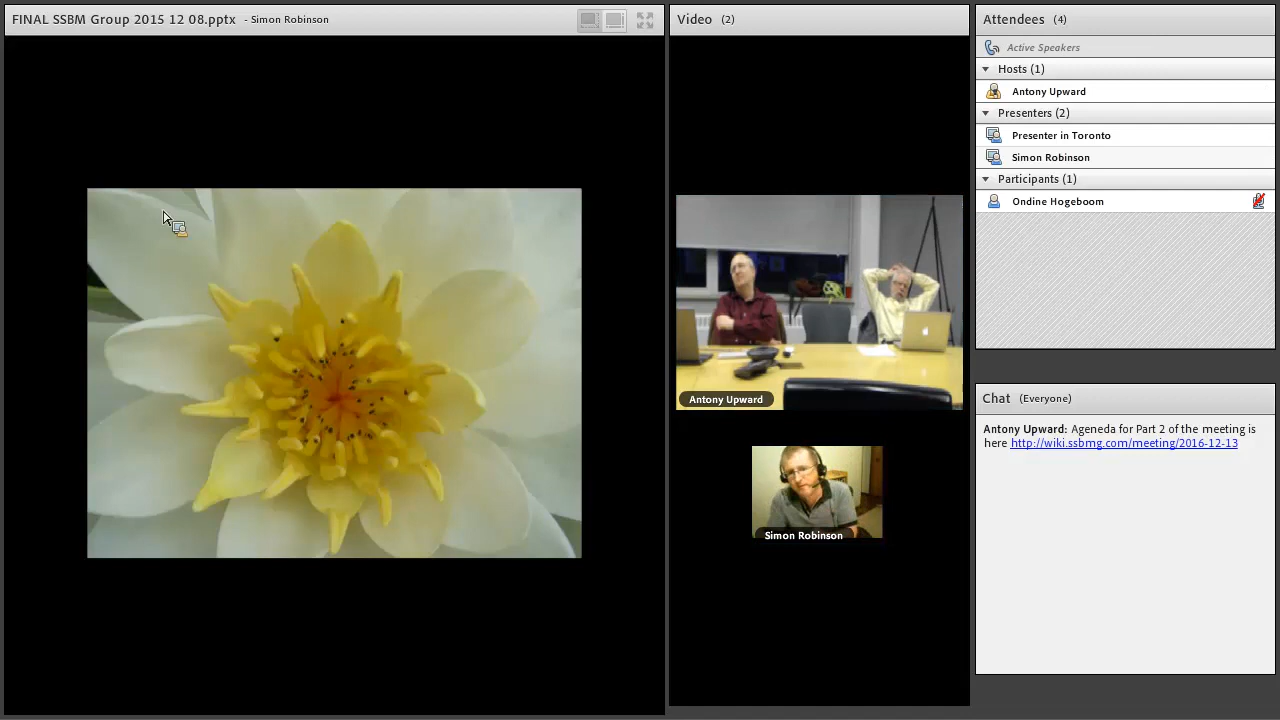 FINAL SSBM Group 2015 12 08.pptx - Simon Robinson
Video (2)
Antony Upward
Simon Robinson
Attendees (4)
Active Speakers
Hosts (1)
Antony Upward
Presenters (2)
Presenter in Toronto
Simon Robinson
Participants (1)
Ondine Hogeboom
Chat (Everyone)
Antony Upward: Ageneda for Part 2 of the meeting is
here http://wiki.ssbmg.com/meeting/2016-12-13